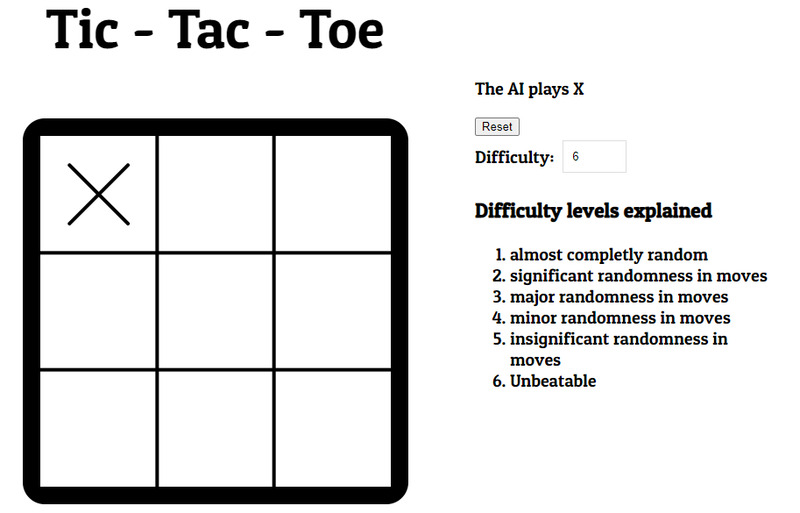 Tic - Tac - Toe
The AI plays X
Reset
Difficulty: 6
Difficulty levels explained
1. almost completly random
2. significant randomness in moves
3. major randomness in moves
4. minor randomness in moves
5. insignificant randomness in
moves
6. Unbeatable